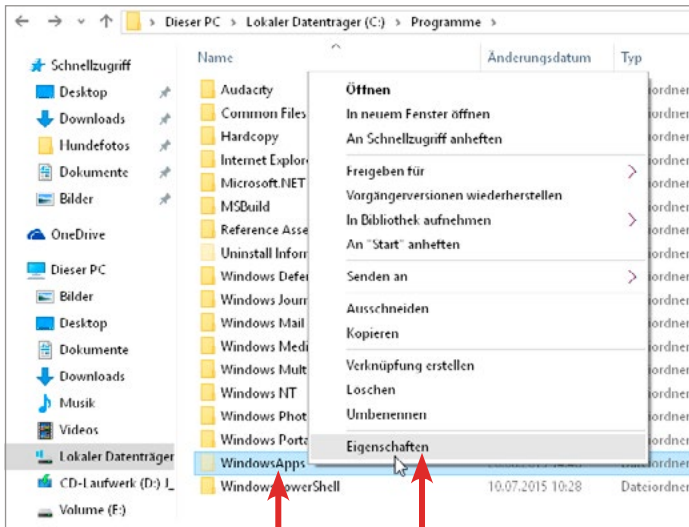 Dieser PC > Lokaler Datenträger (C:) > Programme >
Name
Änderungsdatum
Typ
Schnellzugriff
Desktop
Downloads
Hundefotos
Dokumente
Bilder
OneDrive
Dieser PC
Bilder
Desktop
Dokumente
Downloads
Musik
Videos
Lokaler Datenträger
CD-Laufwerk (D:) J_
Volume (E:)
Audacity
Common Files
Hardcopy
Internet Explor
Microsoft.NET
MSBuild
Reference Asse
Uninstall Inform
Windows Defe
Windows Journ
Windows Mail
Windows Medi
Windows Mult
Windows NT
Windows Phot
Windows Porta
WindowsApps
WindowsPowerShell
10.07.2015 10:28
Dateiordner
Öffnen
In neuem Fenster öffnen
An Schnellzugriff anheften
Freigeben für
Vorgängerversionen wiederherstellen
In Bibliothek aufnehmen
An "Start" anheften
Senden an
Ausschneiden
Kopieren
Verknüpfung erstellen
Löschen
Umbenennen
Eigenschaften